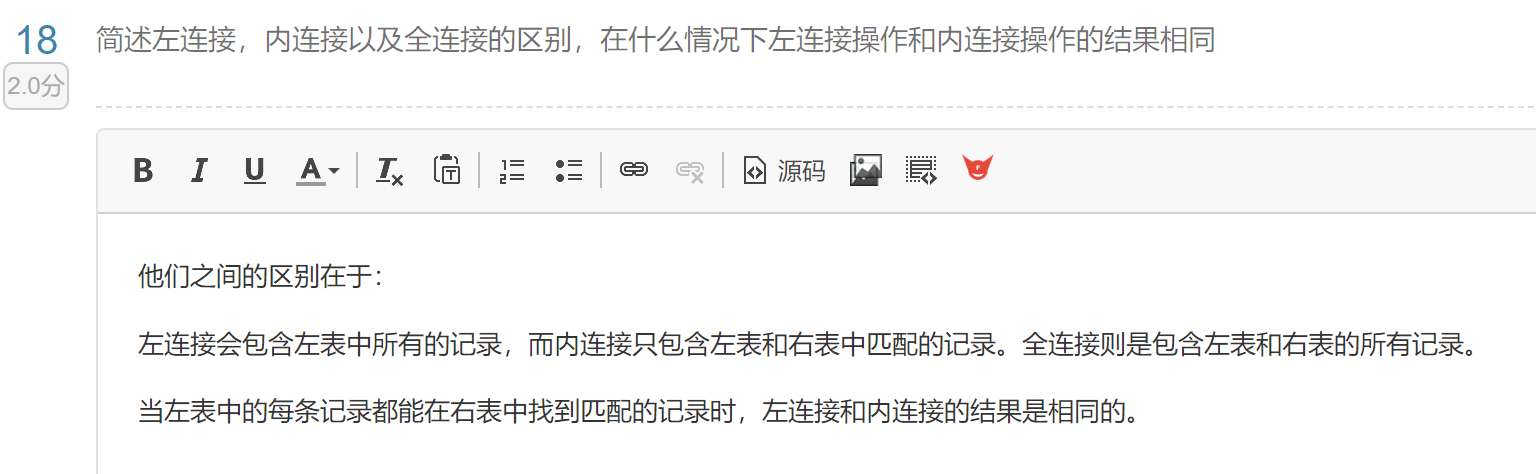 18
2.0分
简述左连接，内连接以及全连接的区别，在什么情况下左连接操作和内连接操作的结果相同
B I U A 源码
他们之间的区别在于：
左连接会包含左表中所有的记录，而内连接只包含左表和右表中匹配的记录。全连接则是包含左表和右表的所有记录。
当左表中的每条记录都能在右表中找到匹配的记录时，左连接和内连接的结果是相同的。